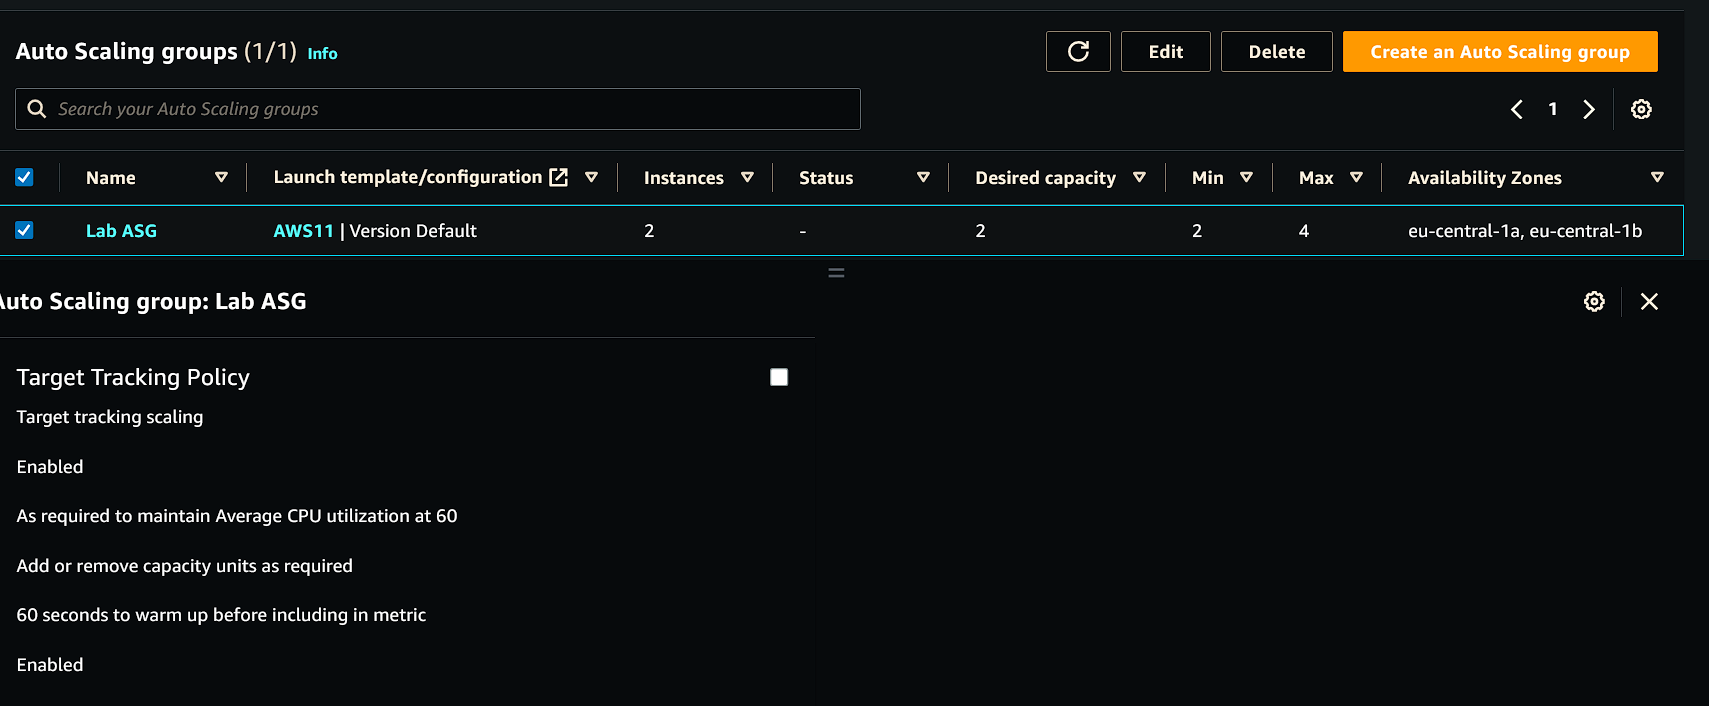 Auto Scaling groups (1/1) Info
Edit
Delete
Create an Auto Scaling group
Search your Auto Scaling groups
1
Name Launch template/configuration Instances Status Desired capacity Min Max Availability Zones
Lab ASG AWS11 | Version Default 2 - 2 2 4 eu-central-1a, eu-central-1b
Auto Scaling group: Lab ASG
Target Tracking Policy
Target tracking scaling
Enabled
As required to maintain Average CPU utilization at 60
Add or remove capacity units as required
60 seconds to warm up before including in metric
Enabled